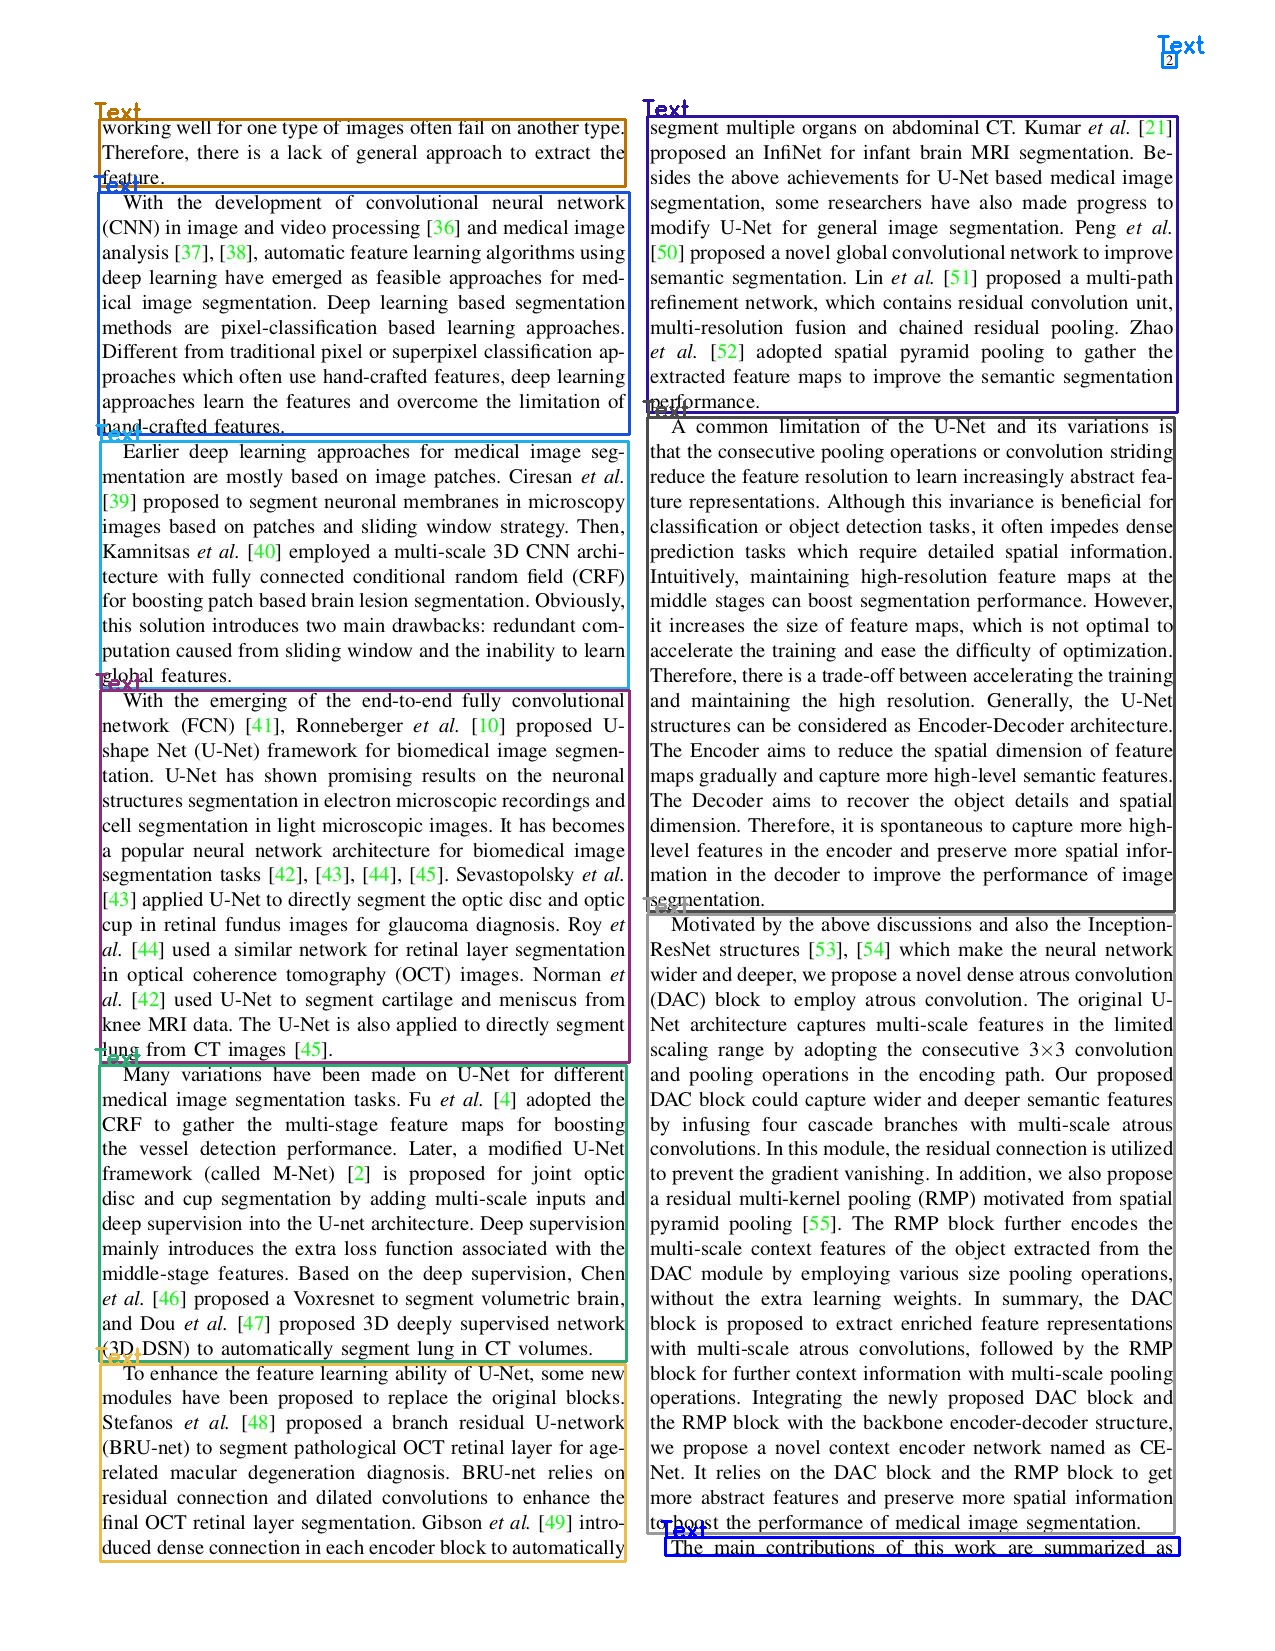 Text
2
Text
working well for one type of images often fail on another type.
Therefore, there is a lack of general approach to extract the
feature.
Text
With the development of convolutional neural network
(CNN) in image and video processing [36] and medical image
analysis [37], [38], automatic feature learning algorithms using
deep learning have emerged as feasible approaches for med-
ical image segmentation. Deep learning based segmentation
methods are pixel-classification based learning approaches.
Different from traditional pixel or superpixel classification ap-
proaches which often use hand-crafted features, deep learning
approaches learn the features and overcome the limitation of
hand-crafted features.
Text
Earlier deep learning approaches for medical image seg-
mentation are mostly based on image patches. Ciresan et al.
[39] proposed to segment neuronal membranes in microscopy
images based on patches and sliding window strategy. Then,
Kamnitsas et al. [40] employed a multi-scale 3D CNN archi-
tecture with fully connected conditional random field (CRF)
for boosting patch based brain lesion segmentation. Obviously,
this solution introduces two main drawbacks: redundant com-
putation caused from sliding window and the inability to learn
global features.
Text
With the emerging of the end-to-end fully convolutional
network (FCN) [41], Ronneberger et al. [10] proposed U-
shape Net (U-Net) framework for biomedical image segmen-
tation. U-Net has shown promising results on the neuronal
structures segmentation in electron microscopic recordings and
cell segmentation in light microscopic images. It has becomes
a popular neural network architecture for biomedical image
segmentation tasks [42], [43], [44], [45]. Sevastopolsky et al.
[43] applied U-Net to directly segment the optic disc and optic
cup in retinal fundus images for glaucoma diagnosis. Roy et
al. [44] used a similar network for retinal layer segmentation
in optical coherence tomography (OCT) images. Norman et
al. [42] used U-Net to segment cartilage and meniscus from
knee MRI data. The U-Net is also applied to directly segment
lung from CT images [45].
Text
Many variations have been made on U-Net for different
medical image segmentation tasks. Fu et al. [4] adopted the
CRF to gather the multi-stage feature maps for boosting
the vessel detection performance. Later, a modified U-Net
framework (called M-Net) [2] is proposed for joint optic
disc and cup segmentation by adding multi-scale inputs and
deep supervision into the U-net architecture. Deep supervision
mainly introduces the extra loss function associated with the
middle-stage features. Based on the deep supervision, Chen
et al. [46] proposed a Voxresnet to segment volumetric brain,
and Dou et al. [47] proposed 3D deeply supervised network
(3D DSN) to automatically segment lung in CT volumes.
Text
To enhance the feature learning ability of U-Net, some new
modules have been proposed to replace the original blocks.
Stefanos et al. [48] proposed a branch residual U-network
(BRU-net) to segment pathological OCT retinal layer for age-
related macular degeneration diagnosis. BRU-net relies on
residual connection and dilated convolutions to enhance the
final OCT retinal layer segmentation. Gibson et al. [49] intro-
duced dense connection in each encoder block to automatically
Text
segment multiple organs on abdominal CT. Kumar et al. [21]
proposed an InfiNet for infant brain MRI segmentation. Be-
sides the above achievements for U-Net based medical image
segmentation, some researchers have also made progress to
modify U-Net for general image segmentation. Peng et al.
[50] proposed a novel global convolutional network to improve
semantic segmentation. Lin et al. [51] proposed a multi-path
refinement network, which contains residual convolution unit,
multi-resolution fusion and chained residual pooling. Zhao
et al. [52] adopted spatial pyramid pooling to gather the
extracted feature maps to improve the semantic segmentation
performance.
Text
A common limitation of the U-Net and its variations is
that the consecutive pooling operations or convolution striding
reduce the feature resolution to learn increasingly abstract fea-
ture representations. Although this invariance is beneficial for
classification or object detection tasks, it often impedes dense
prediction tasks which require detailed spatial information.
Intuitively, maintaining high-resolution feature maps at the
middle stages can boost segmentation performance. However,
it increases the size of feature maps, which is not optimal to
accelerate the training and ease the difficulty of optimization.
Therefore, there is a trade-off between accelerating the training
and maintaining the high resolution. Generally, the U-Net
structures can be considered as Encoder-Decoder architecture.
The Encoder aims to reduce the spatial dimension of feature
maps gradually and capture more high-level semantic features.
The Decoder aims to recover the object details and spatial
dimension. Therefore, it is spontaneous to capture more high-
level features in the encoder and preserve more spatial infor-
mation in the decoder to improve the performance of image
segmentation.
Text
Motivated by the above discussions and also the Inception-
ResNet structures [53], [54] which make the neural network
wider and deeper, we propose a novel dense atrous convolution
(DAC) block to employ atrous convolution. The original U-
Net architecture captures multi-scale features in the limited
scaling range by adopting the consecutive 3×3 convolution
and pooling operations in the encoding path. Our proposed
DAC block could capture wider and deeper semantic features
by infusing four cascade branches with multi-scale atrous
convolutions. In this module, the residual connection is utilized
to prevent the gradient vanishing. In addition, we also propose
a residual multi-kernel pooling (RMP) motivated from spatial
pyramid pooling [55]. The RMP block further encodes the
multi-scale context features of the object extracted from the
DAC module by employing various size pooling operations,
without the extra learning weights. In summary, the DAC
block is proposed to extract enriched feature representations
with multi-scale atrous convolutions, followed by the RMP
block for further context information with multi-scale pooling
operations. Integrating the newly proposed DAC block and
the RMP block with the backbone encoder-decoder structure,
we propose a novel context encoder network named as CE-
Net. It relies on the DAC block and the RMP block to get
more abstract features and preserve more spatial information
to boost the performance of medical image segmentation.
Text
The main contributions of this work are summarized as